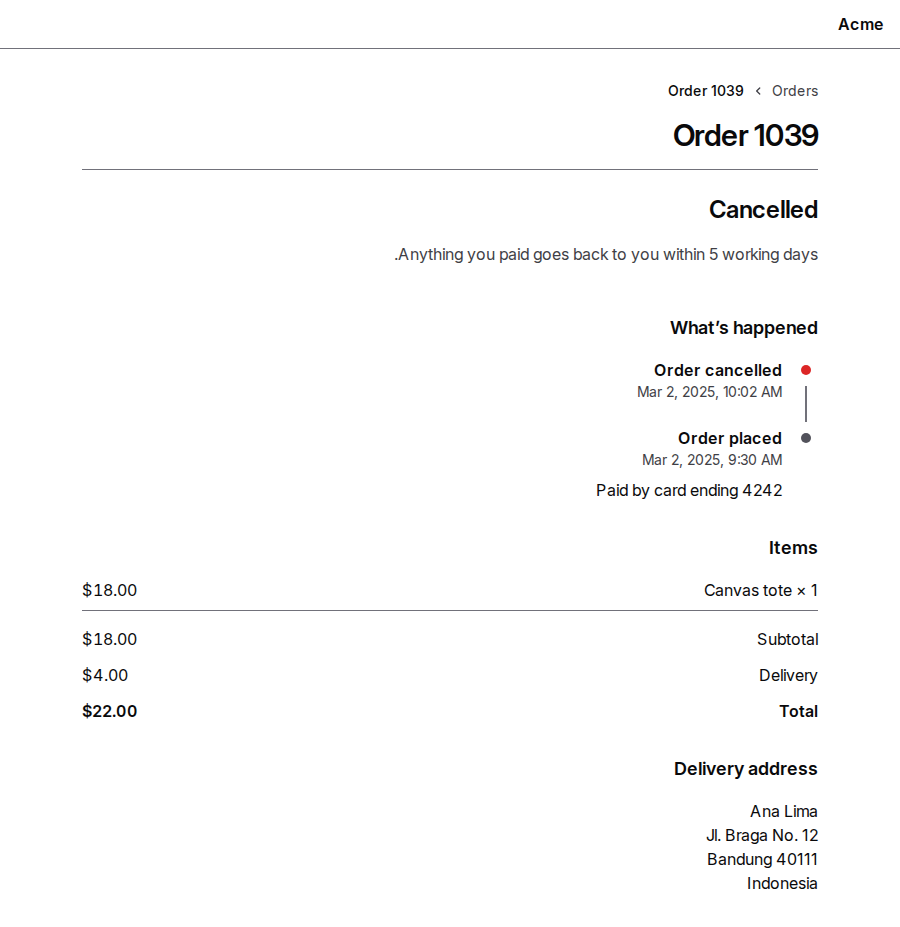 Acme
Orders › Order 1039
Order 1039
Cancelled
Anything you paid goes back to you within 5 working days.
What’s happened
Order cancelled
Mar 2, 2025, 10:02 AM
Order placed
Mar 2, 2025, 9:30 AM
Paid by card ending 4242
Items
Canvas tote × 1 $18.00
Subtotal $18.00
Delivery $4.00
Total $22.00
Delivery address
Ana Lima
Jl. Braga No. 12
Bandung 40111
Indonesia